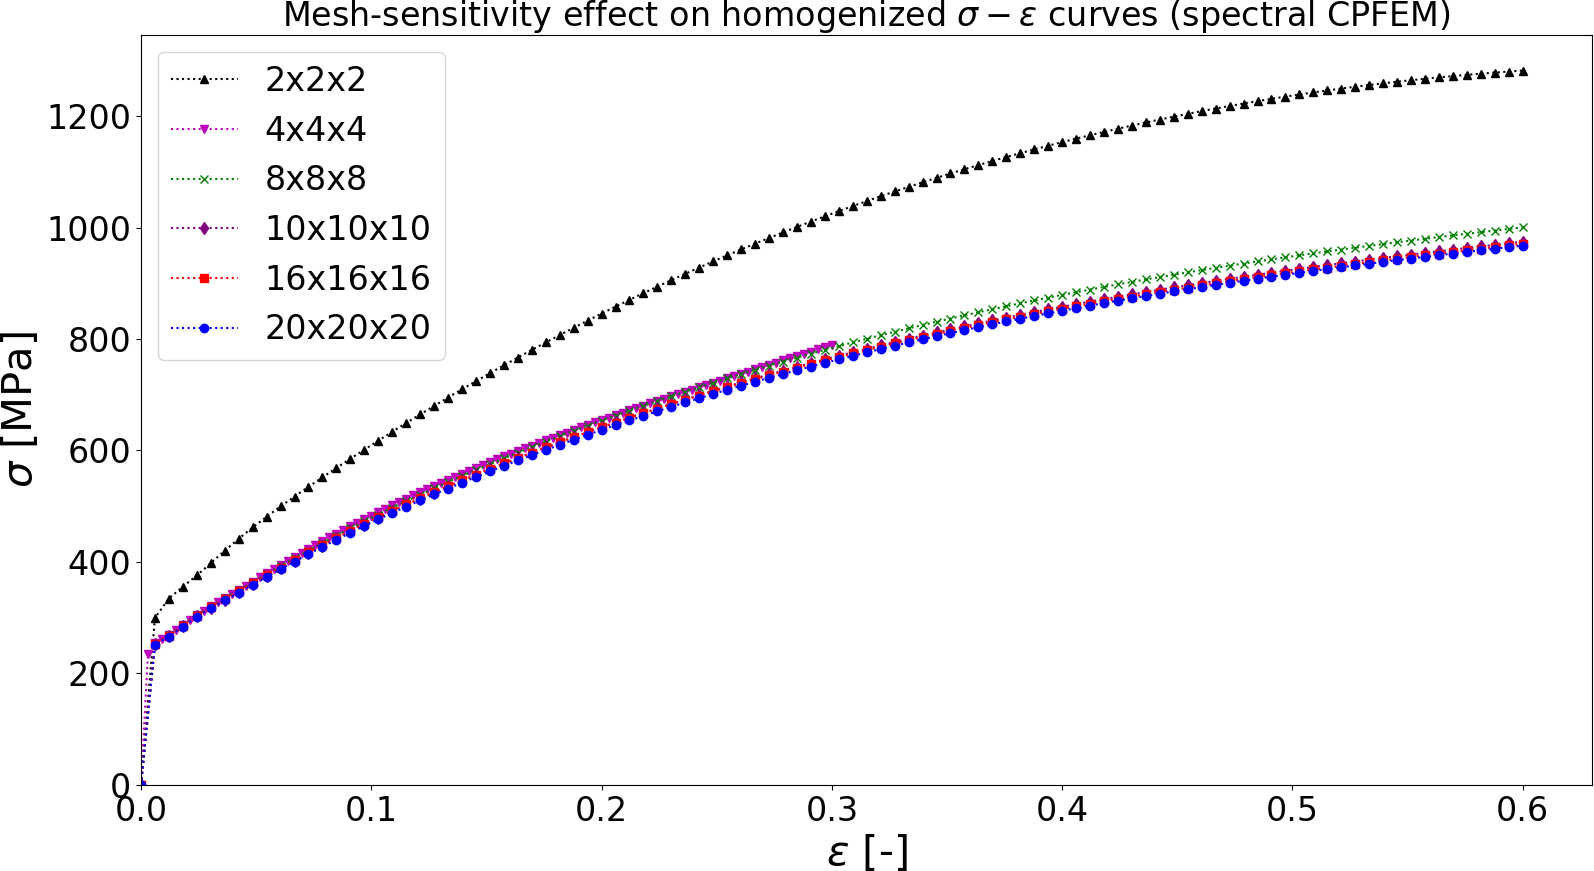 Mesh-sensitivity effect on homogenized σ − ε curves (spectral CPFEM)
2x2x2
4x4x4
8x8x8
10x10x10
16x16x16
20x20x20
σ [MPa]
1200
1000
800
600
400
200
0
0.0 0.1 0.2 0.3 0.4 0.5 0.6
ε [-]